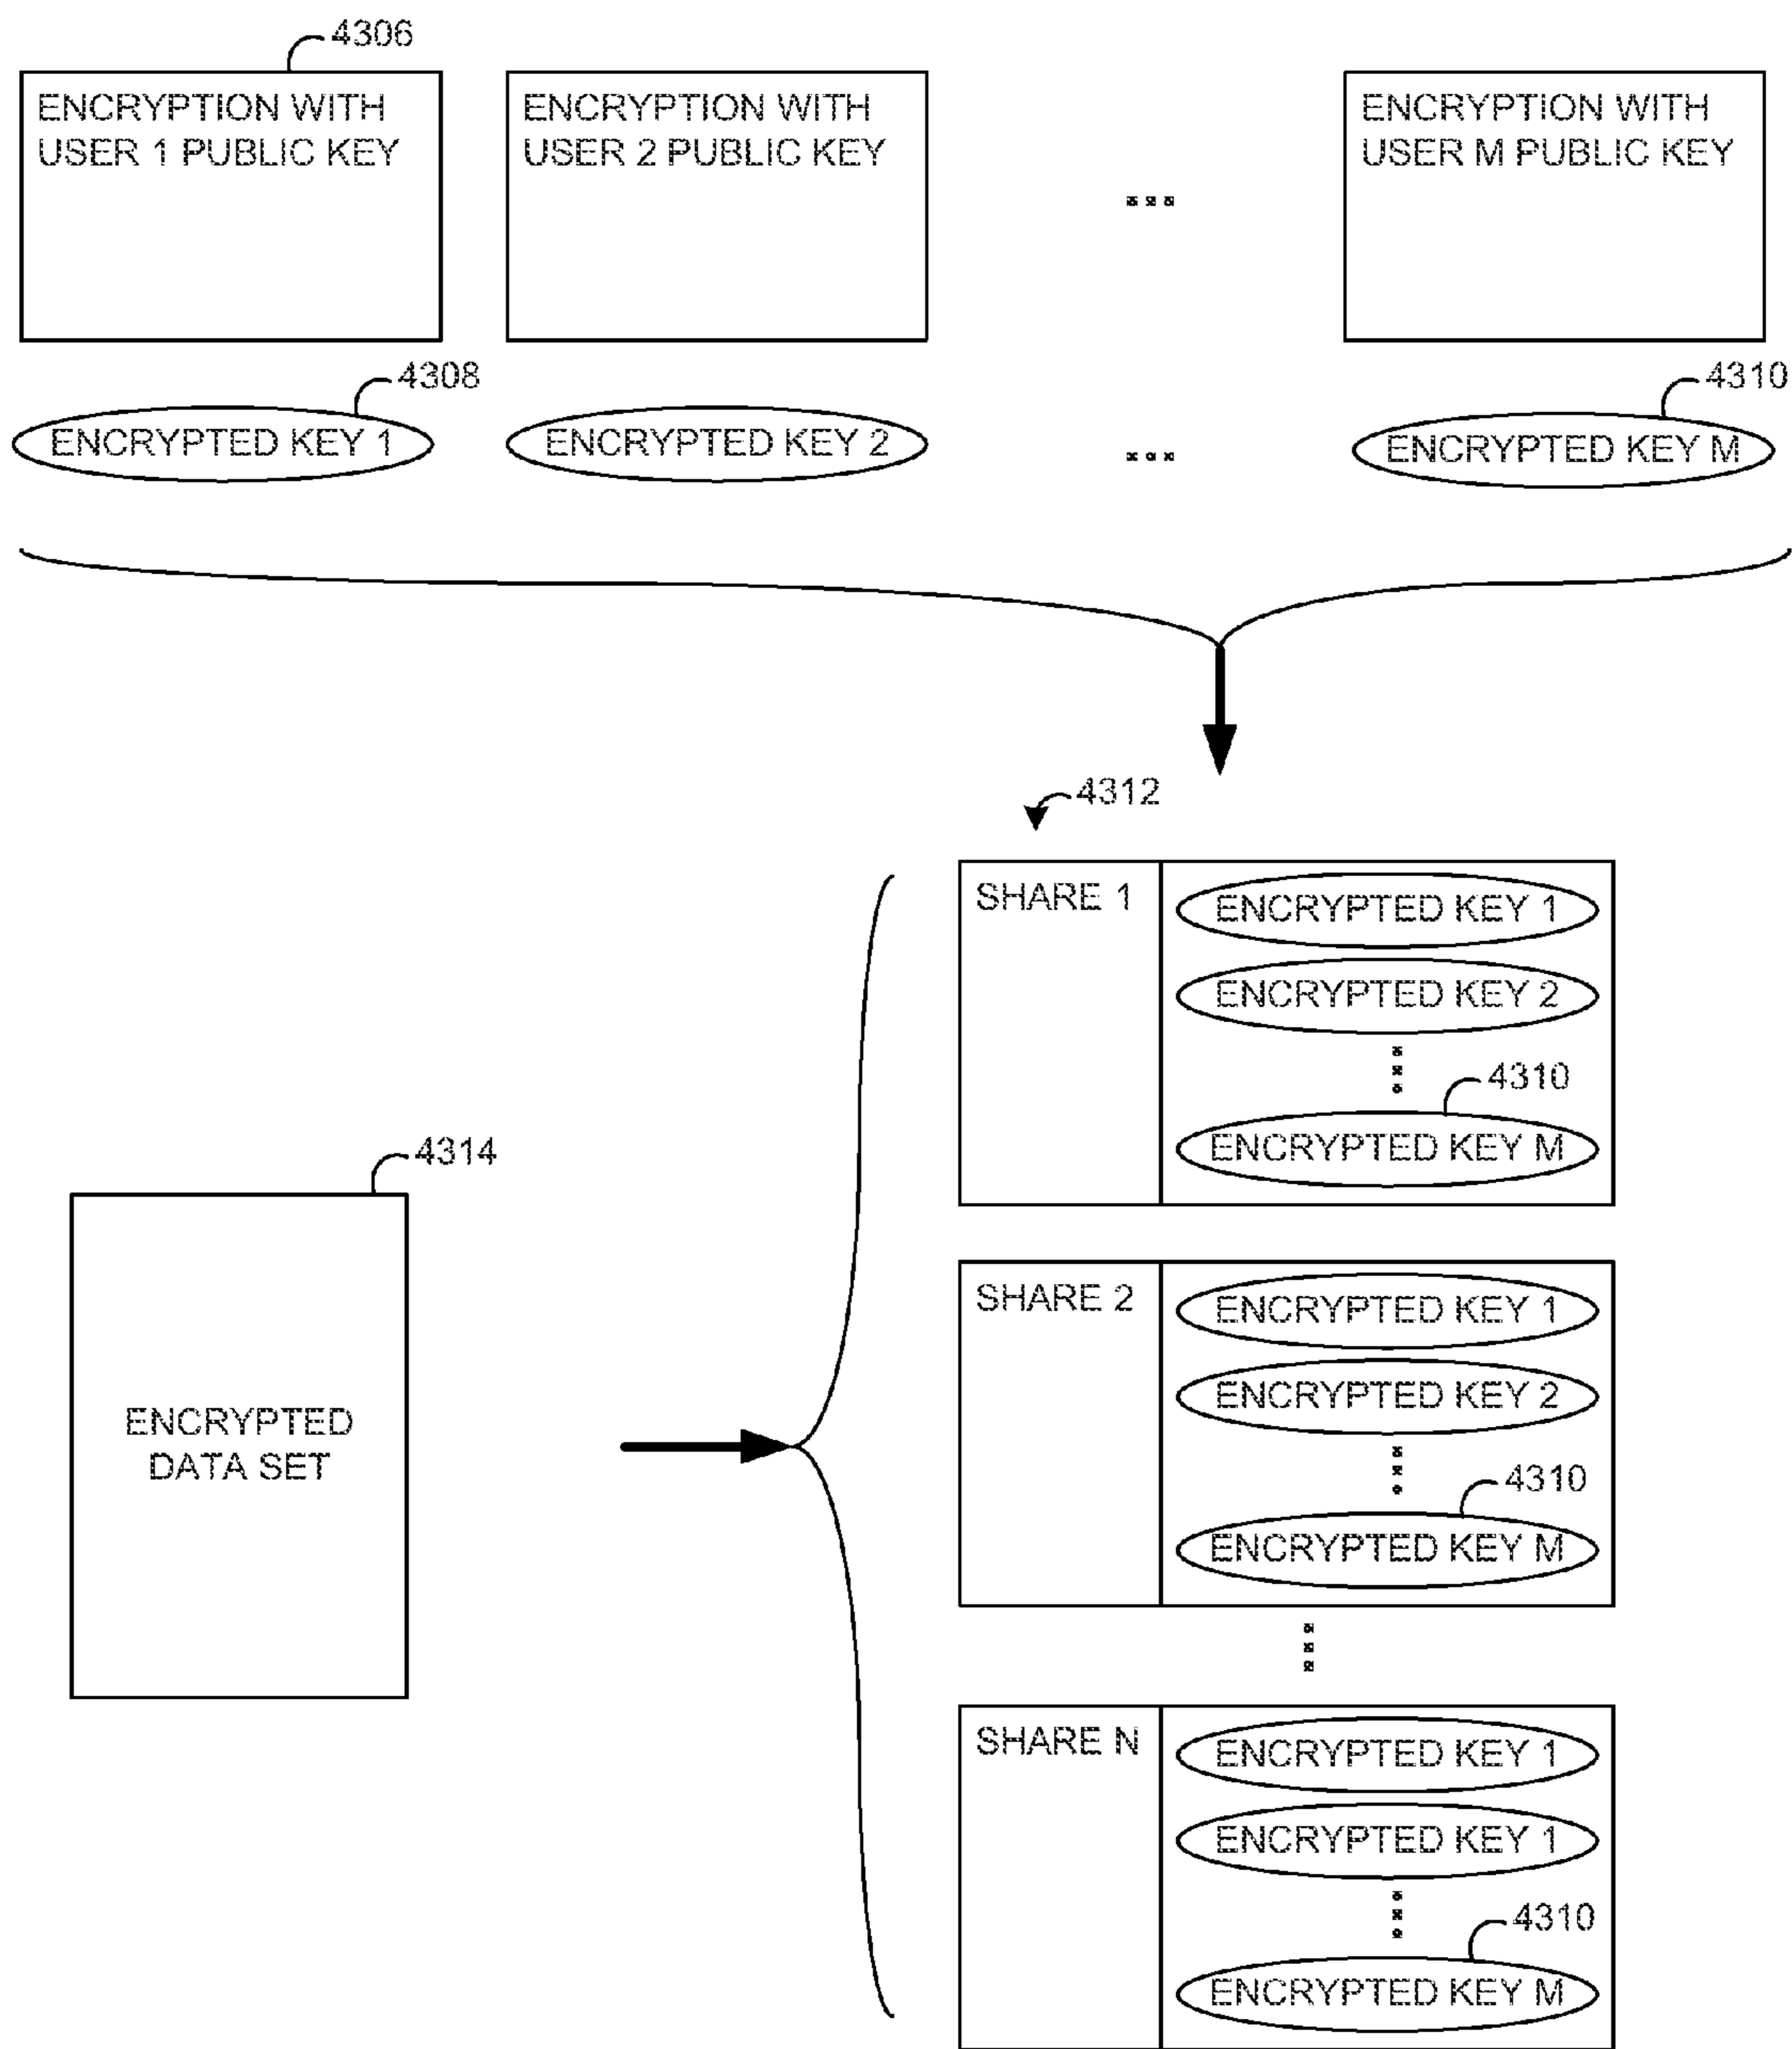 4306
ENCRYPTION WITH
USER 1 PUBLIC KEY
ENCRYPTION WITH
USER 2 PUBLIC KEY
...
ENCRYPTION WITH
USER M PUBLIC KEY
4308
4310
ENCRYPTED KEY 1
ENCRYPTED KEY 2
...
ENCRYPTED KEY M
4312
SHARE 1
ENCRYPTED KEY 1
ENCRYPTED KEY 2
...
4310
ENCRYPTED KEY M
4314
ENCRYPTED
DATA SET
SHARE 2
ENCRYPTED KEY 1
ENCRYPTED KEY 2
...
4310
ENCRYPTED KEY M
...
SHARE N
ENCRYPTED KEY 1
ENCRYPTED KEY 1
...
4310
ENCRYPTED KEY M